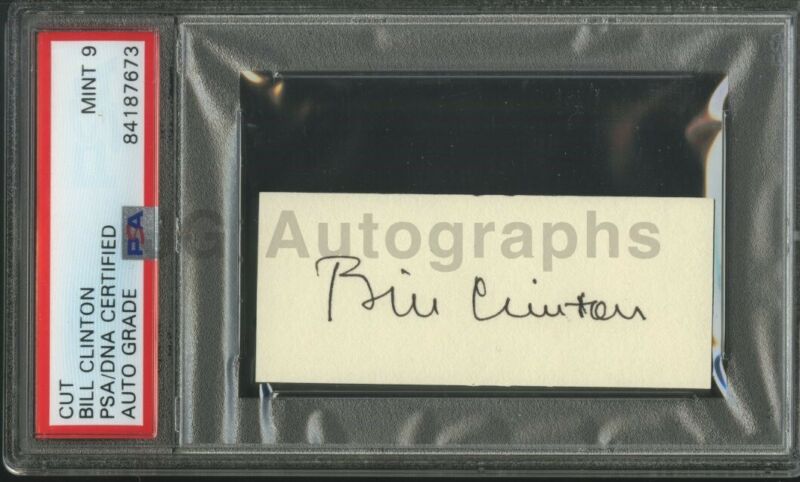 CUT
BILL CLINTON
PSA/DNA CERTIFIED
AUTO GRADE
MINT 9
84187673
PSA
Autographs
Bill Clinton